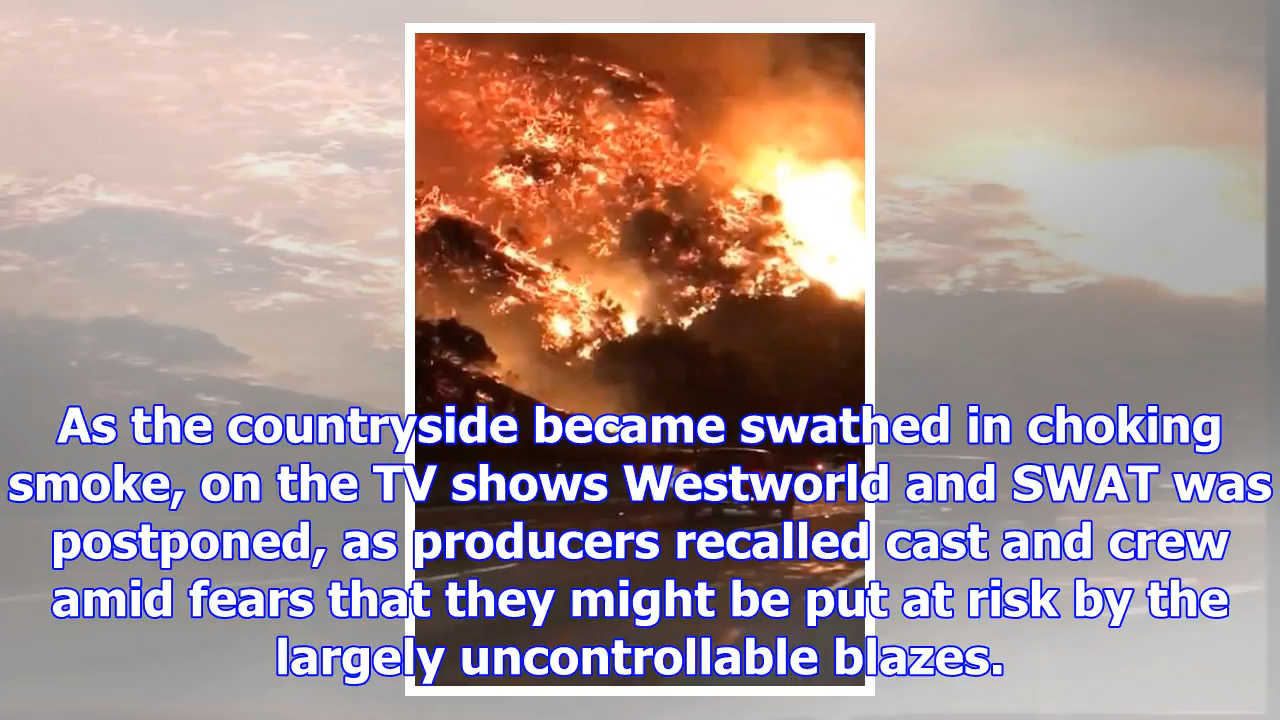 As the countryside became swathed in choking
smoke, on the TV shows Westworld and SWAT was
postponed, as producers recalled cast and crew
amid fears that they might be put at risk by the
largely uncontrollable blazes.